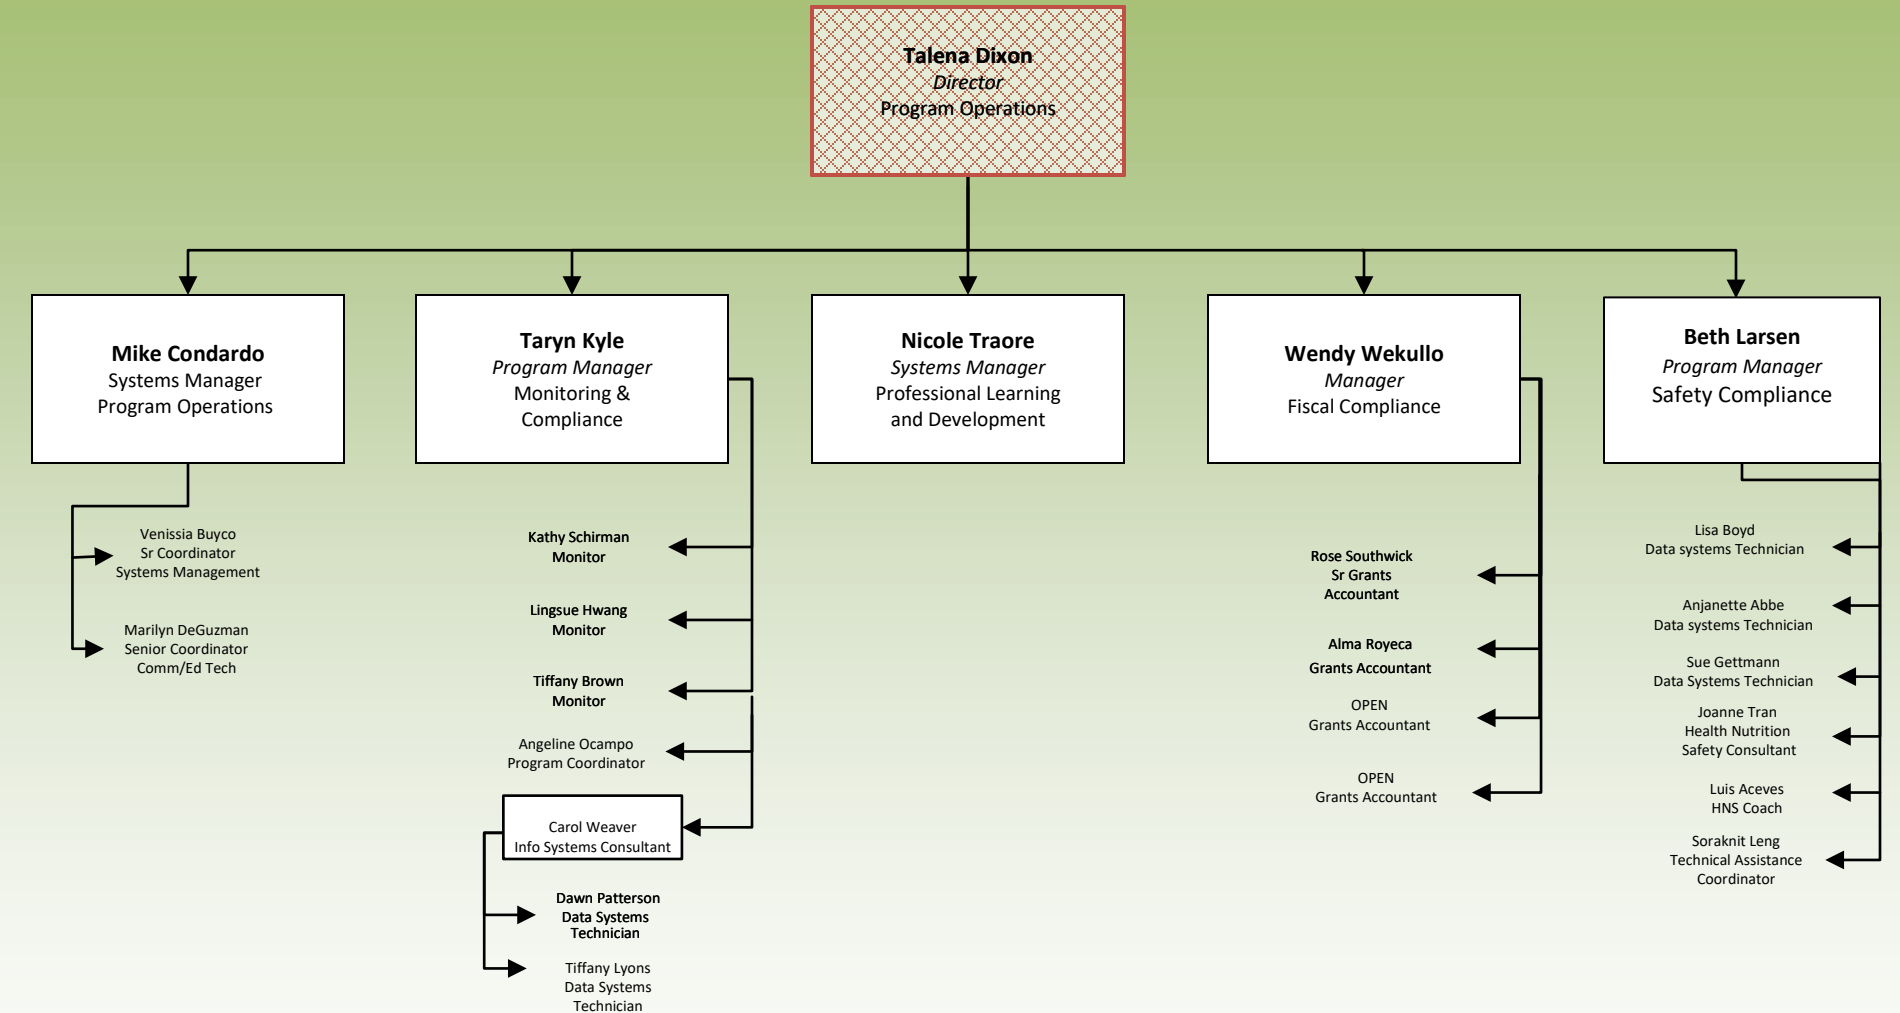 Talena Dixon
Director
Program Operations
Mike Condardo
Systems Manager
Program Operations
Taryn Kyle
Program Manager
Monitoring &
Compliance
Nicole Traore
Systems Manager
Professional Learning
and Development
Wendy Wekullo
Manager
Fiscal Compliance
Beth Larsen
Program Manager
Safety Compliance
Venissia Buyco
Sr Coordinator
Systems Management
Marilyn DeGuzman
Senior Coordinator
Comm/Ed Tech
Kathy Schirman
Monitor
Lingsue Hwang
Monitor
Tiffany Brown
Monitor
Angeline Ocampo
Program Coordinator
Carol Weaver
Info Systems Consultant
Dawn Patterson
Data Systems
Technician
Tiffany Lyons
Data Systems
Technician
Rose Southwick
Sr Grants
Accountant
Alma Royeca
Grants Accountant
OPEN
Grants Accountant
OPEN
Grants Accountant
Lisa Boyd
Data systems Technician
Anjanette Abbe
Data systems Technician
Sue Gettmann
Data Systems Technician
Joanne Tran
Health Nutrition
Safety Consultant
Luis Aceves
HNS Coach
Soraknit Leng
Technical Assistance
Coordinator